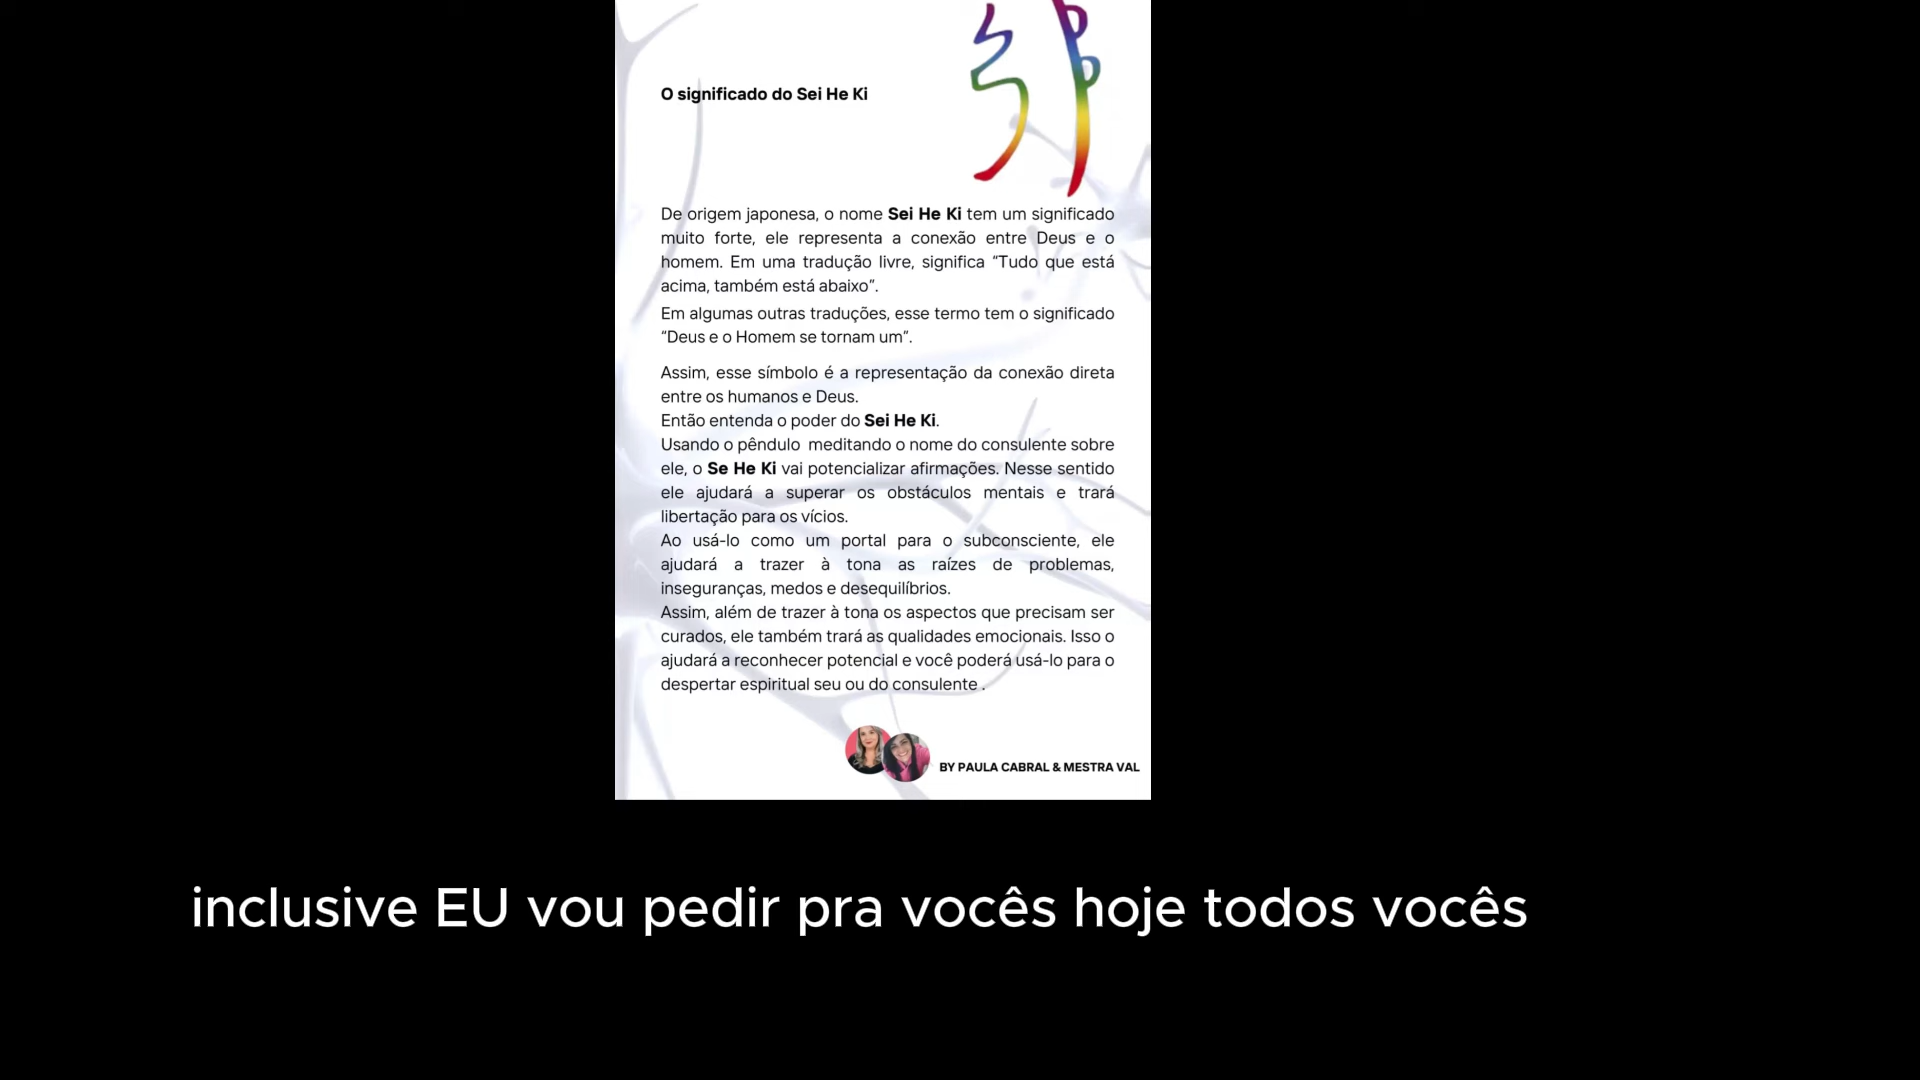 O significado do Sei He Ki
De origem japonesa, o nome Sei He Ki tem um significado
muito forte, ele representa a conexão entre Deus e o
homem. Em uma tradução livre, significa “Tudo que está
acima, também está abaixo”.
Em algumas outras traduções, esse termo tem o significado
“Deus e o Homem se tornam um”.
Assim, esse símbolo é a representação da conexão direta
entre os humanos e Deus.
Então entenda o poder do Sei He Ki.
Usando o pêndulo meditando o nome do consulente sobre
ele, o Se He Ki vai potencializar afirmações. Nesse sentido
ele ajudará a superar os obstáculos mentais e trará
libertação para os vícios.
Ao usá-lo como um portal para o subconsciente, ele
ajudará a trazer à tona as raízes de problemas,
inseguranças, medos e desequilíbrios.
Assim, além de trazer à tona os aspectos que precisam ser
curados, ele também trará as qualidades emocionais. Isso o
ajudará a reconhecer potencial e você poderá usá-lo para o
despertar espiritual seu ou do consulente .
BY PAULA CABRAL & MESTRA VAL
inclusive EU vou pedir pra vocês hoje todos vocês